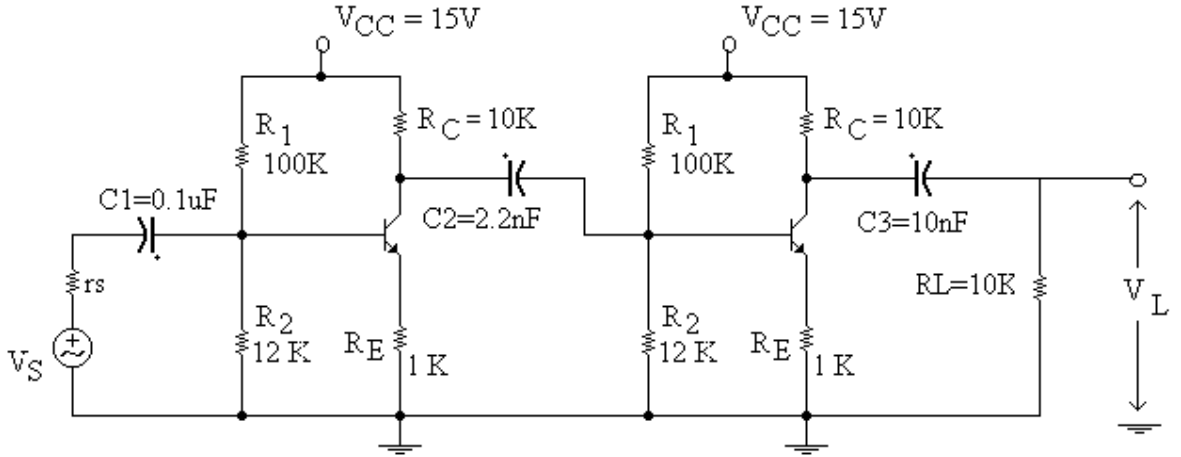 VCC = 15V
VCC = 15V
R1
100K
RC = 10K
R1
100K
RC = 10K
C1=0.1uF
C2=2.2nF
C3=10nF
rs
RL=10K
VL
R2
12 K
RE
1 K
R2
12 K
RE
1 K
VS